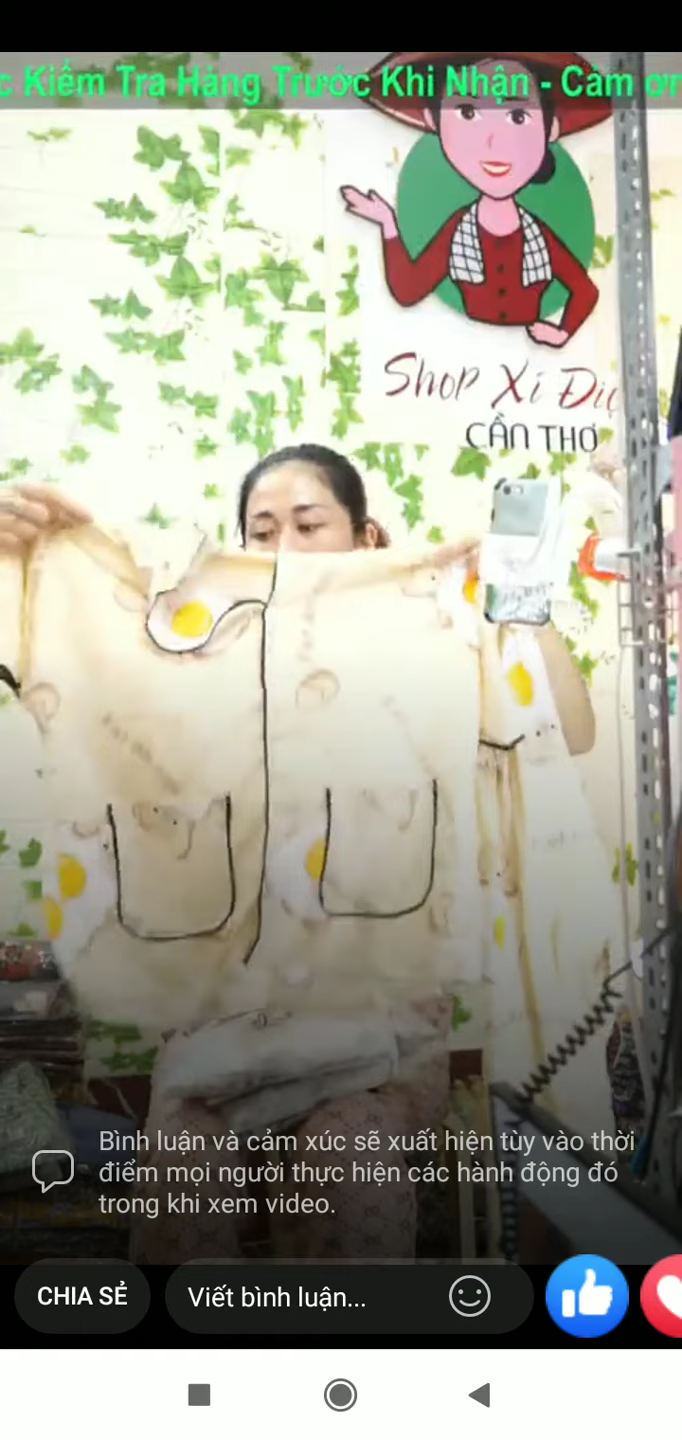 Kiểm Tra Hàng Trước Khi Nhận - Cảm ơn
Shop Xí
CẦN THƠ
Bình luận và cảm xúc sẽ xuất hiện tùy vào thời
điểm mọi người thực hiện các hành động đó
trong khi xem video.
CHIA SẺ
Viết bình luận...